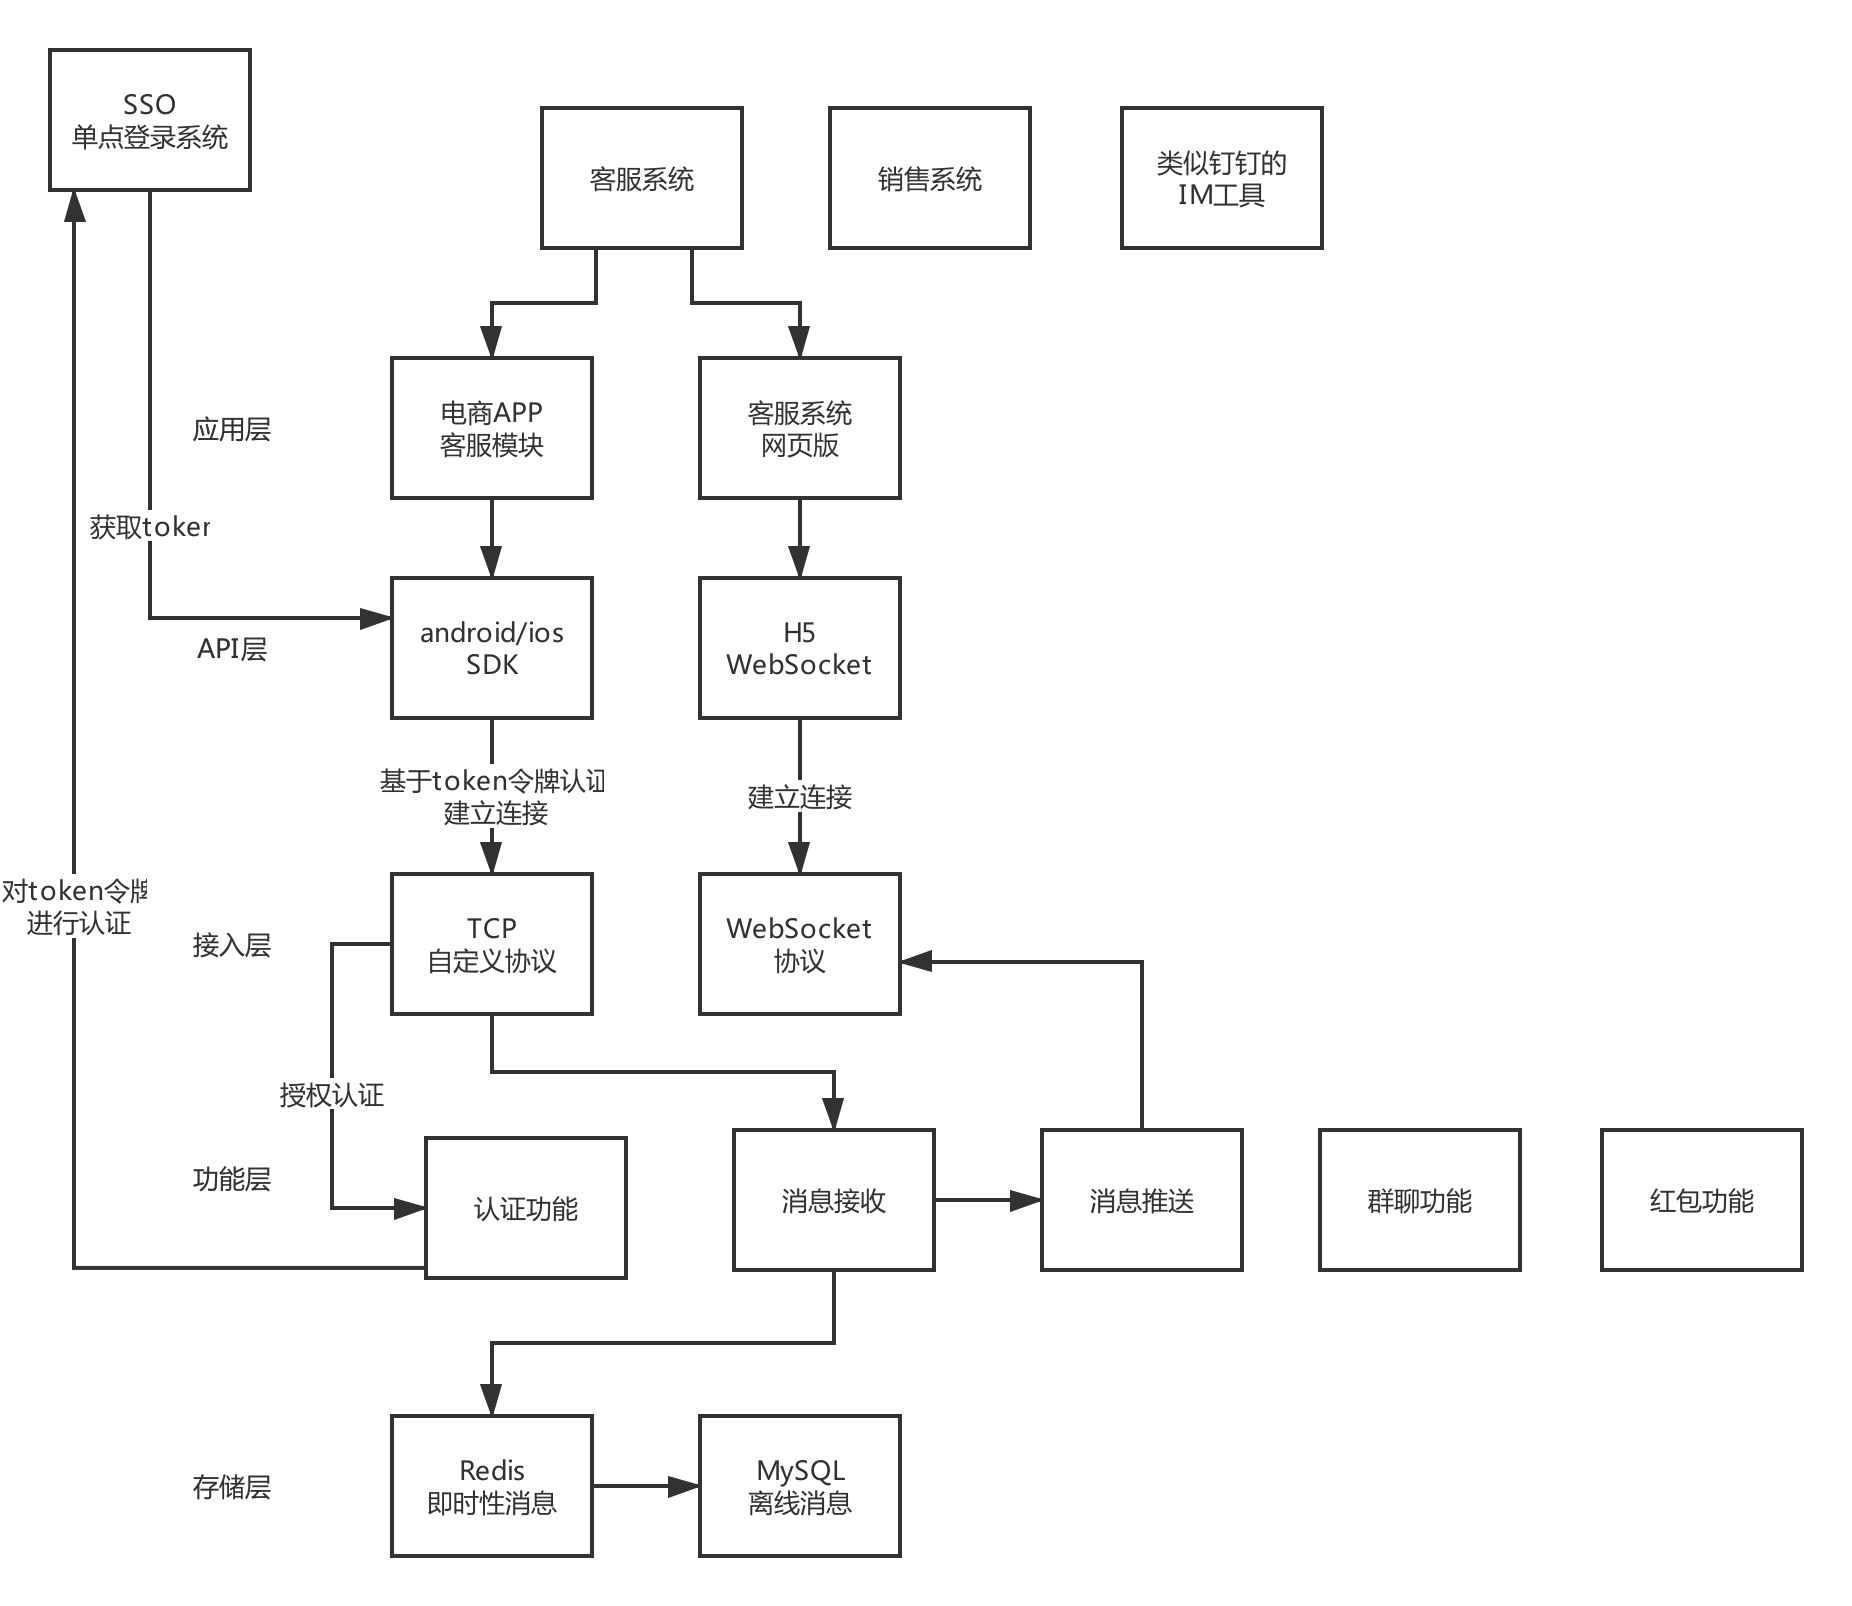 SSO
单点登录系统
客服系统
销售系统
类似钉钉的
IM工具
应用层
电商APP
客服模块
客服系统
网页版
获取token
API层
android/ios
SDK
H5
WebSocket
基于token令牌认证
建立连接
建立连接
对token令牌
进行认证
接入层
TCP
自定义协议
WebSocket
协议
授权认证
功能层
认证功能
消息接收
消息推送
群聊功能
红包功能
存储层
Redis
即时性消息
MySQL
离线消息